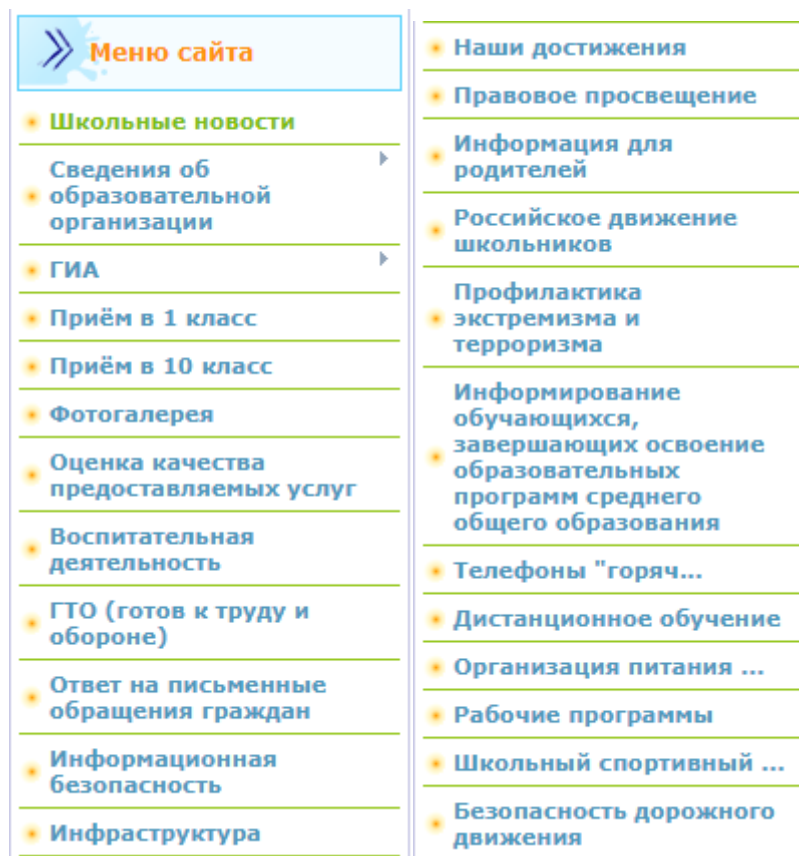 Меню сайта
Школьные новости
Сведения об
образовательной
организации
ГИА
Приём в 1 класс
Приём в 10 класс
Фотогалерея
Оценка качества
предоставляемых услуг
Воспитательная
деятельность
ГТО (готов к труду и
обороне)
Ответ на письменные
обращения граждан
Информационная
безопасность
Инфраструктура
Наши достижения
Правовое просвещение
Информация для
родителей
Российское движение
школьников
Профилактика
экстремизма и
терроризма
Информирование
обучающихся,
завершающих освоение
образовательных
программ среднего
общего образования
Телефоны "горяч...
Дистанционное обучение
Организация питания ...
Рабочие программы
Школьный спортивный ...
Безопасность дорожного
движения